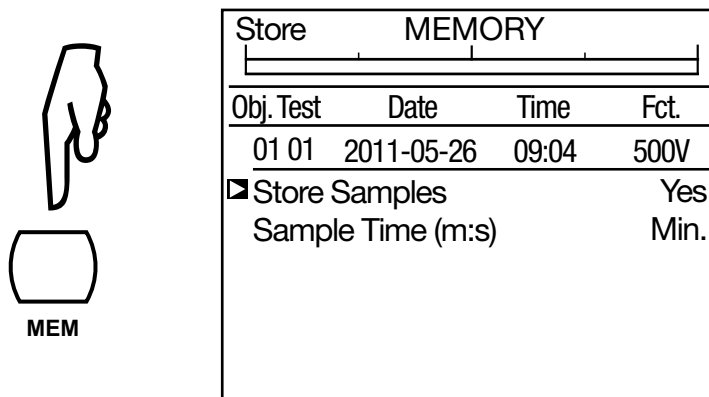 Store MEMORY
Obj. Test Date Time Fct.
01 01 2011-05-26 09:04 500V
Store Samples Yes
Sample Time (m:s) Min.
MEM